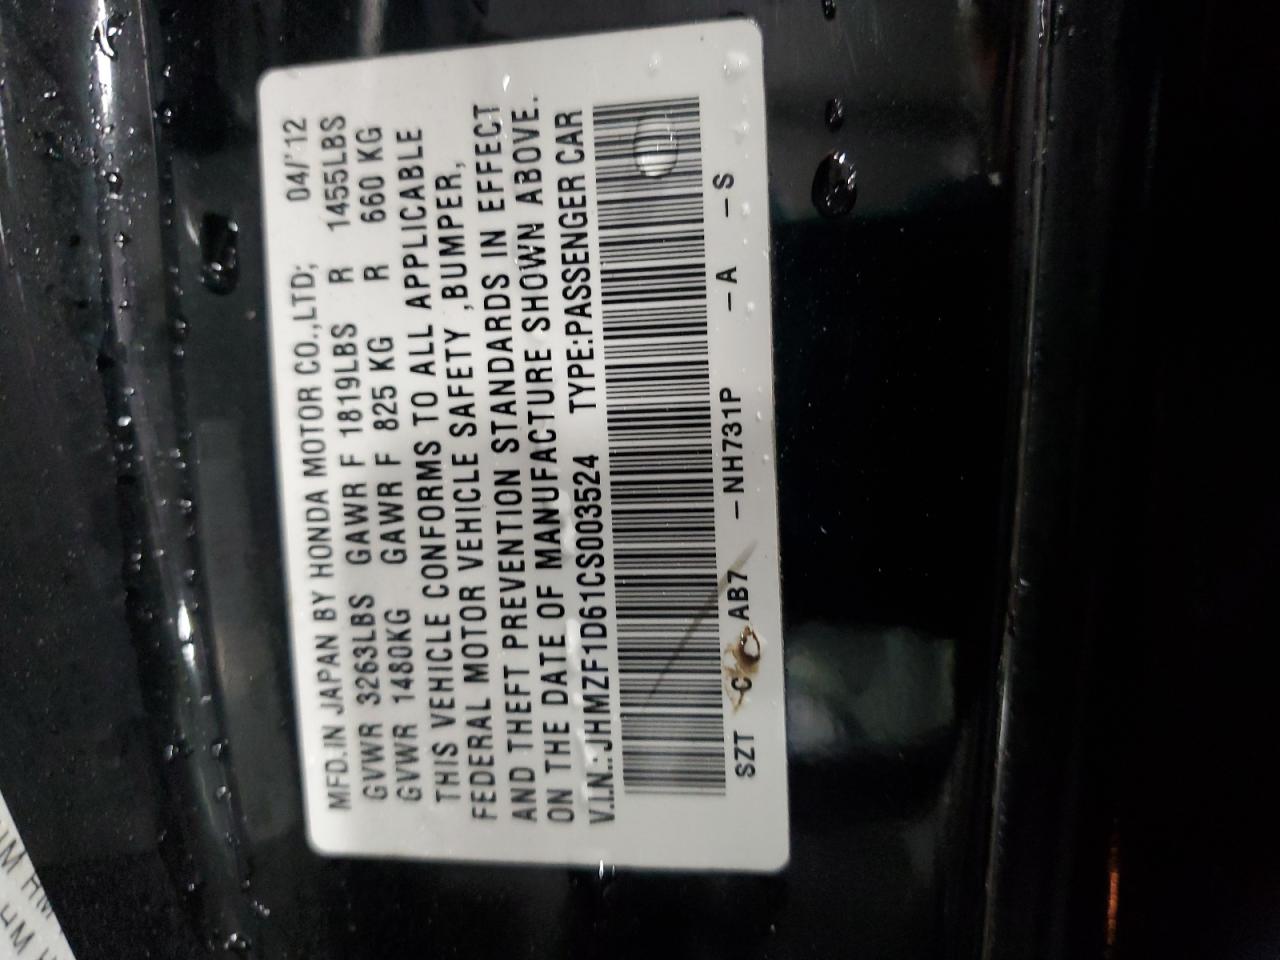 MFD.IN JAPAN BY HONDA MOTOR CO.,LTD; 04/'12
GVWR 3263LBS GAWR F 1819LBS R 1455LBS
GVWR 1480KG GAWR F 825 KG R 660 KG
THIS VEHICLE CONFORMS TO ALL APPLICABLE
FEDERAL MOTOR VEHICLE SAFETY ,BUMPER,
AND THEFT PREVENTION STANDARDS IN EFFECT
ON THE DATE OF MANUFACTURE SHOWN ABOVE.
V.I.N.:JHMZF1D61CS003524 TYPE:PASSENGER CAR
SZT AB7 – NH731P – A – S